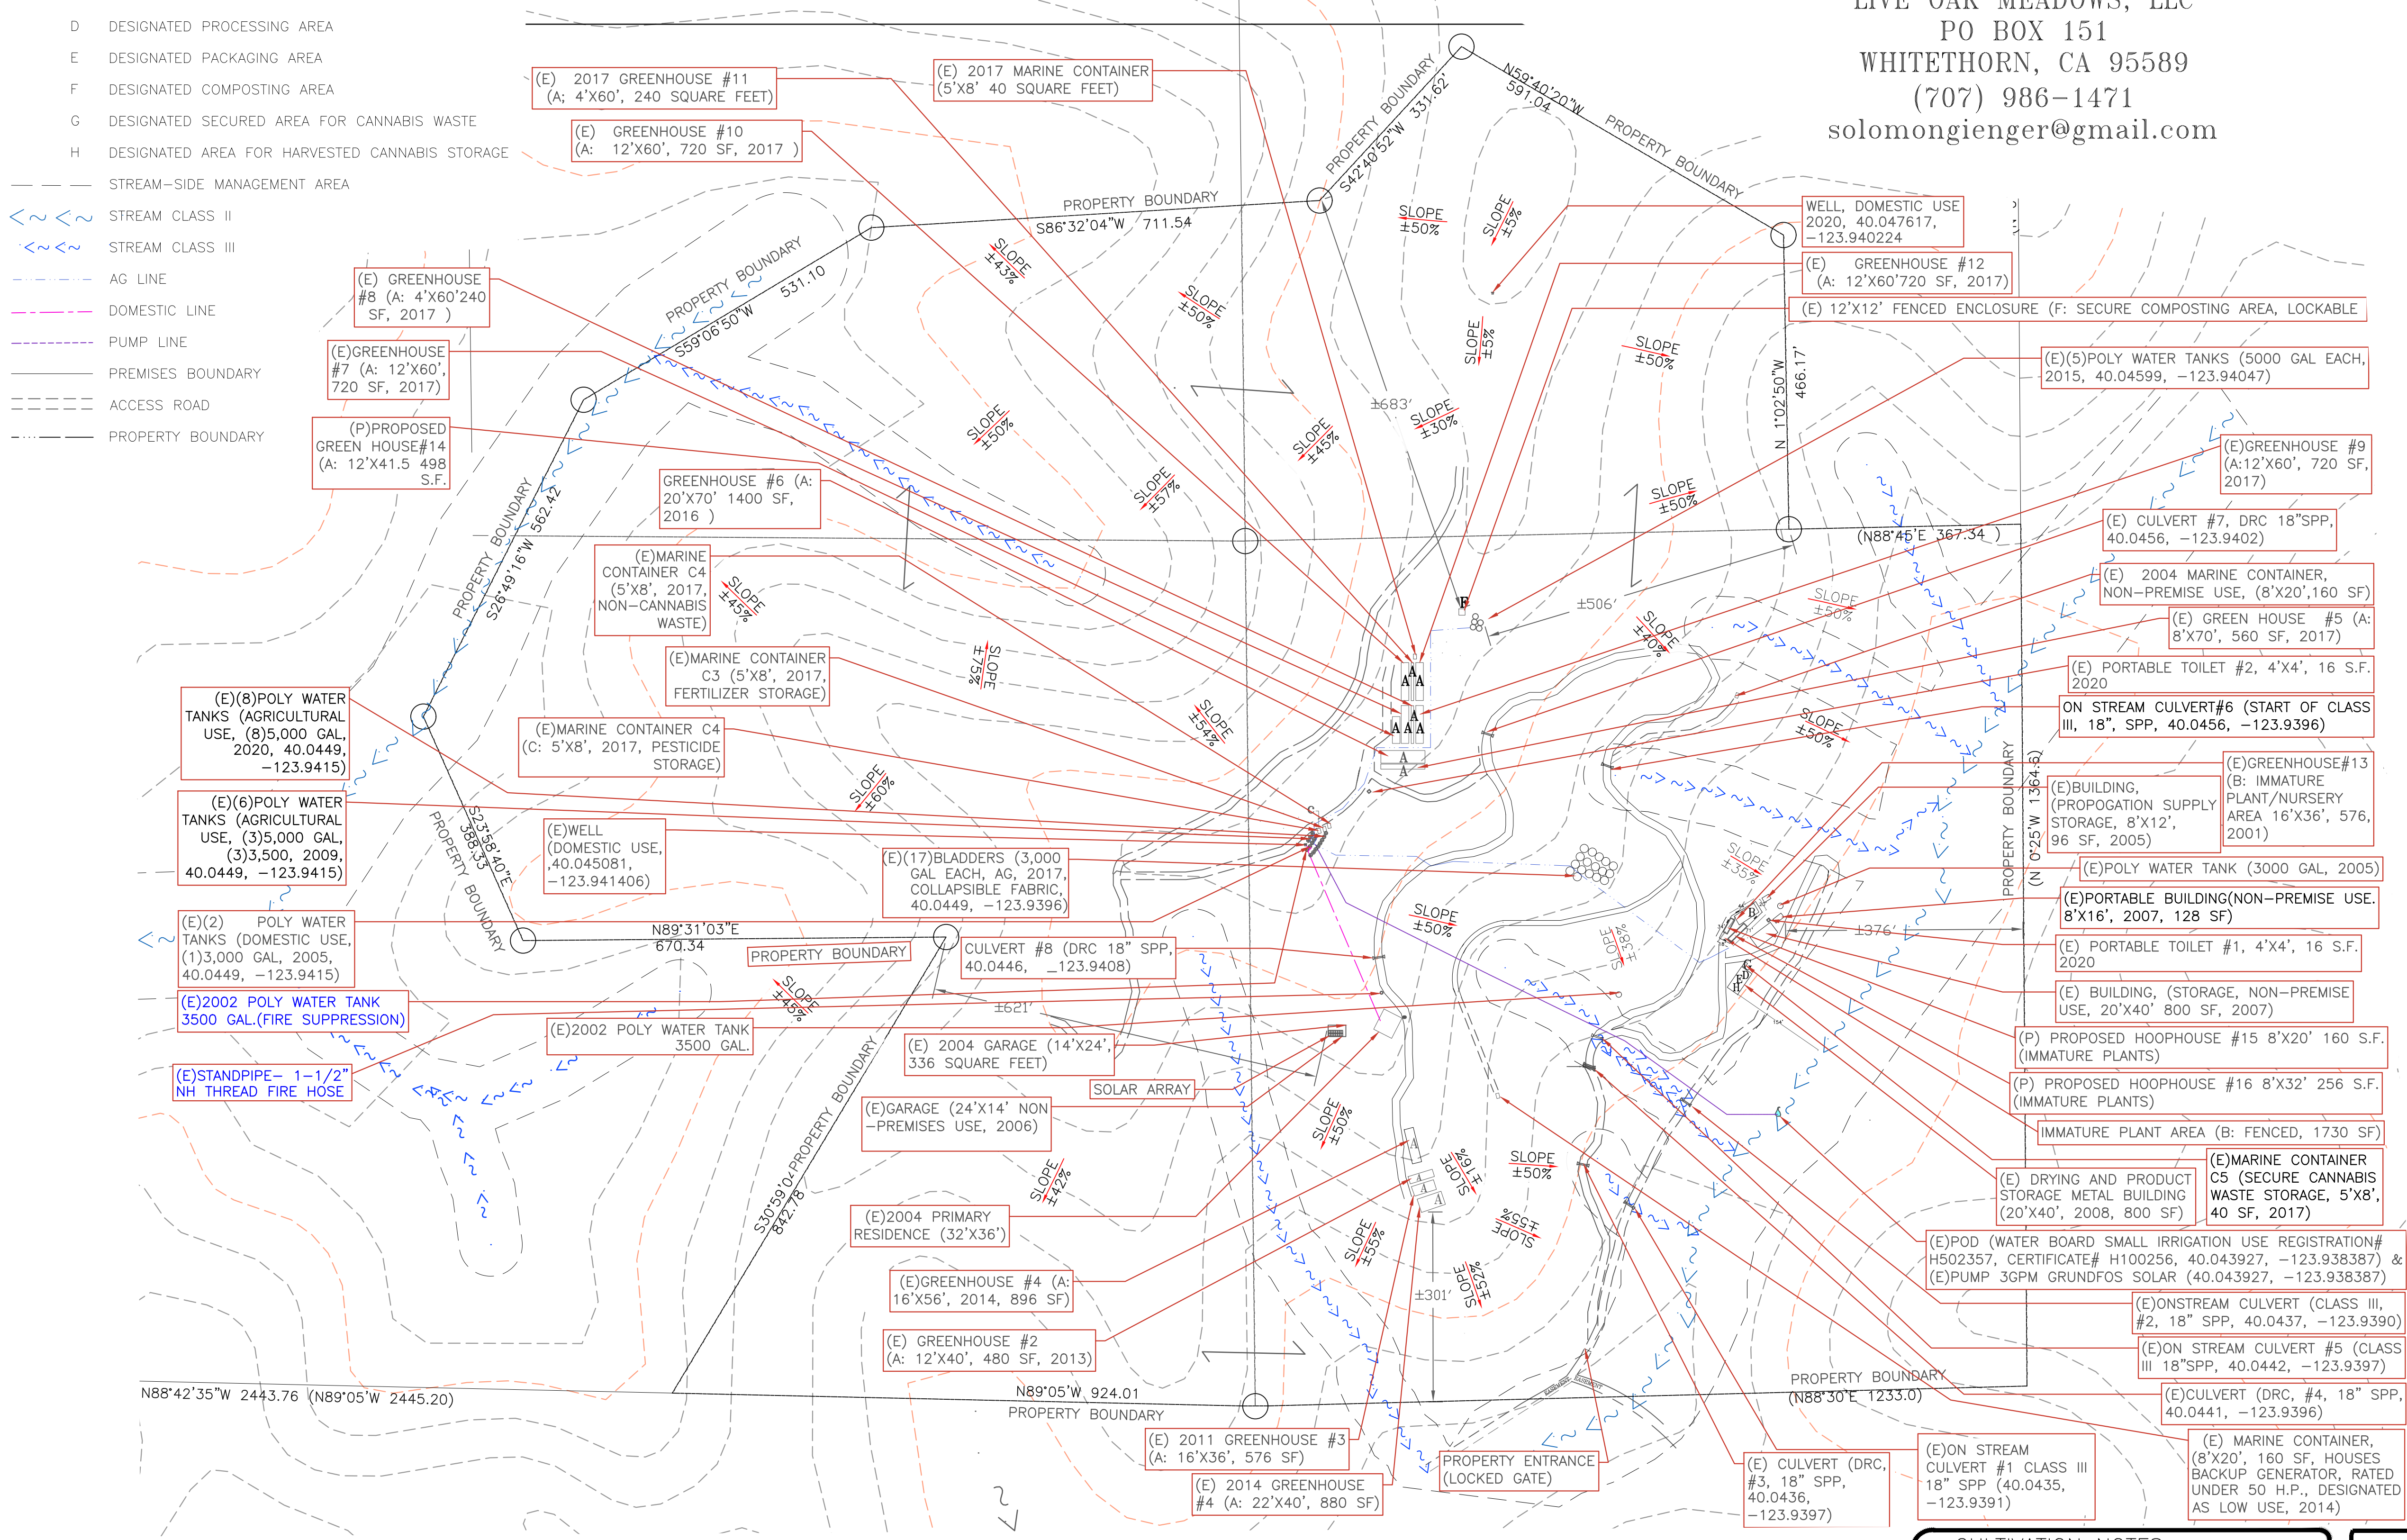 LIVE OAK MEADOWS, LLC
PO BOX 151
WHITETHORN, CA 95589
(707) 986-1471
solomongienger@gmail.com
D DESIGNATED PROCESSING AREA
E DESIGNATED PACKAGING AREA
F DESIGNATED COMPOSTING AREA
G DESIGNATED SECURED AREA FOR CANNABIS WASTE
H DESIGNATED AREA FOR HARVESTED CANNABIS STORAGE
STREAM-SIDE MANAGEMENT AREA
STREAM CLASS II
STREAM CLASS III
AG LINE
DOMESTIC LINE
PUMP LINE
PREMISES BOUNDARY
ACCESS ROAD
PROPERTY BOUNDARY
(E) 2017 GREENHOUSE #11
(A; 4'X60', 240 SQUARE FEET)
(E) 2017 MARINE CONTAINER
(5'X8' 40 SQUARE FEET)
(E) GREENHOUSE #10
(A: 12'X60', 720 SF, 2017 )
(E) GREENHOUSE
#8 (A: 4'X60'240
SF, 2017 )
(E)GREENHOUSE
#7 (A: 12'X60',
720 SF, 2017)
(P)PROPOSED
GREEN HOUSE#14
(A: 12'X41.5 498
S.F.
GREENHOUSE #6 (A:
20'X70' 1400 SF,
2016 )
(E)MARINE
CONTAINER C4
(5'X8', 2017,
NON-CANNABIS
WASTE)
(E)MARINE CONTAINER
C3 (5'X8', 2017,
FERTILIZER STORAGE)
(E)MARINE CONTAINER C4
(C: 5'X8', 2017, PESTICIDE
STORAGE)
(E)(8)POLY WATER
TANKS (AGRICULTURAL
USE, (8)5,000 GAL,
2020, 40.0449,
-123.9415)
(E)(6)POLY WATER
TANKS (AGRICULTURAL
USE, (3)5,000 GAL,
(3)3,500, 2009,
40.0449, -123.9415)
(E)WELL
(DOMESTIC USE,
,40.045081,
-123.941406)
(E)(17)BLADDERS (3,000
GAL EACH, AG, 2017,
COLLAPSIBLE FABRIC,
40.0449, -123.9396)
(E)(2) POLY WATER
TANKS (DOMESTIC USE,
(1)3,000 GAL, 2005,
40.0449, -123.9415)
CULVERT #8 (DRC 18" SPP,
40.0446, _123.9408)
(E)2002 POLY WATER TANK
3500 GAL.(FIRE SUPPRESSION)
(E)2002 POLY WATER TANK
3500 GAL.
(E)STANDPIPE- 1-1/2"
NH THREAD FIRE HOSE
(E) 2004 GARAGE (14'X24',
336 SQUARE FEET)
SOLAR ARRAY
(E)GARAGE (24'X14' NON
-PREMISES USE, 2006)
(E)2004 PRIMARY
RESIDENCE (32'X36')
(E)GREENHOUSE #4 (A:
16'X56', 2014, 896 SF)
(E) GREENHOUSE #2
(A: 12'X40', 480 SF, 2013)
(E) 2011 GREENHOUSE #3
(A: 16'X36', 576 SF)
(E) 2014 GREENHOUSE
#4 (A: 22'X40', 880 SF)
PROPERTY ENTRANCE
(LOCKED GATE)
(E) CULVERT (DRC,
#3, 18" SPP,
40.0436,
-123.9397)
(E)ON STREAM
CULVERT #1 CLASS III
18" SPP (40.0435,
-123.9391)
WELL, DOMESTIC USE
2020, 40.047617,
-123.940224
(E) GREENHOUSE #12
(A: 12'X60'720 SF, 2017)
(E) 12'X12' FENCED ENCLOSURE (F: SECURE COMPOSTING AREA, LOCKABLE
(E)(5)POLY WATER TANKS (5000 GAL EACH,
2015, 40.04599, -123.94047)
(E)GREENHOUSE #9
(A:12'X60', 720 SF,
2017)
(E) CULVERT #7, DRC 18"SPP,
40.0456, -123.9402)
(E) 2004 MARINE CONTAINER,
NON-PREMISE USE, (8'X20',160 SF)
(E) GREEN HOUSE #5 (A:
8'X70', 560 SF, 2017)
(E) PORTABLE TOILET #2, 4'X4', 16 S.F.
2020
ON STREAM CULVERT#6 (START OF CLASS
III, 18", SPP, 40.0456, -123.9396)
(E)GREENHOUSE#13
(B: IMMATURE
PLANT/NURSERY
AREA 16'X36', 576,
2001)
(E)BUILDING,
(PROPOGATION SUPPLY
STORAGE, 8'X12',
96 SF, 2005)
(E)POLY WATER TANK (3000 GAL, 2005)
(E)PORTABLE BUILDING(NON-PREMISE USE.
8'X16', 2007, 128 SF)
(E) PORTABLE TOILET #1, 4'X4', 16 S.F.
2020
(E) BUILDING, (STORAGE, NON-PREMISE
USE, 20'X40' 800 SF, 2007)
(P) PROPOSED HOOPHOUSE #15 8'X20' 160 S.F.
(IMMATURE PLANTS)
(P) PROPOSED HOOPHOUSE #16 8'X32' 256 S.F.
(IMMATURE PLANTS)
IMMATURE PLANT AREA (B: FENCED, 1730 SF)
(E)MARINE CONTAINER
C5 (SECURE CANNABIS
WASTE STORAGE, 5'X8',
40 SF, 2017)
(E) DRYING AND PRODUCT
STORAGE METAL BUILDING
(20'X40', 2008, 800 SF)
(E)POD (WATER BOARD SMALL IRRIGATION USE REGISTRATION#
H502357, CERTIFICATE# H100256, 40.043927, -123.938387) &
(E)PUMP 3GPM GRUNDFOS SOLAR (40.043927, -123.938387)
(E)ONSTREAM CULVERT (CLASS III,
#2, 18" SPP, 40.0437, -123.9390)
(E)ON STREAM CULVERT #5 (CLASS
III 18"SPP, 40.0442, -123.9397)
(E)CULVERT (DRC, #4, 18" SPP,
40.0441, -123.9396)
(E) MARINE CONTAINER,
(8'X20', 160 SF, HOUSES
BACKUP GENERATOR, RATED
UNDER 50 H.P., DESIGNATED
AS LOW USE, 2014)
PROPERTY BOUNDARY
S42°40'52"W 331.62'
N59°40'20"W
591.04
PROPERTY BOUNDARY
PROPERTY BOUNDARY
S86°32'04"W 711.54
PROPERTY BOUNDARY
S59°06'50"W 531.10
PROPERTY BOUNDARY
S26°49'16"W 562.42
S23°58'40"E
388.33
PROPERTY BOUNDARY
N89°31'03"E
670.34
PROPERTY BOUNDARY
S30°59'04"
842.78
PROPERTY BOUNDARY
N 1°02'50"W
466.17'
(N88°45'E 367.34 )
PROPERTY BOUNDARY
(N 0°25'W 1364.6)
N88°42'35"W 2443.76 (N89°05'W 2445.20)
N89°05'W 924.01
PROPERTY BOUNDARY
PROPERTY BOUNDARY
(N88°30'E 1233.0)
SLOPE
±43%
SLOPE
±50%
SLOPE
±50%
SLOPE
±5%
SLOPE
±5%
SLOPE
±50%
SLOPE
±30%
SLOPE
±45%
SLOPE
±50%
SLOPE
±57%
SLOPE
±50%
SLOPE
±45%
SLOPE
±75%
SLOPE
±54%
SLOPE
±60%
SLOPE
±40%
SLOPE
±50%
SLOPE
±50%
SLOPE
±35%
SLOPE
±38%
SLOPE
±50%
SLOPE
±45%
SLOPE
±50%
SLOPE
±42%
SLOPE
±16%
SLOPE
±50%
SLOPE
±55%
SLOPE
±55%
SLOPE
±52%
±683'
±506'
±376'
±621'
±301'
F
A
A
A
A
A
A
A
A
A
C
B
C
D
H
A
A
A
EASEMENT
CULTIVATION NOTES